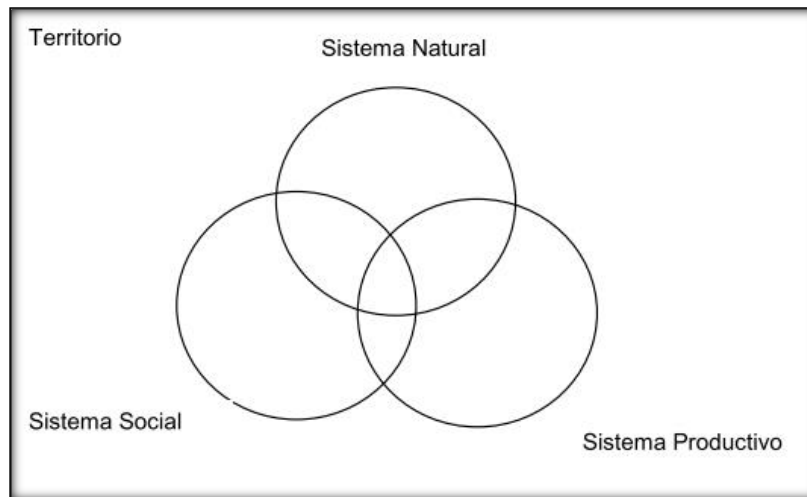 Territorio
Sistema Natural
Sistema Social
Sistema Productivo